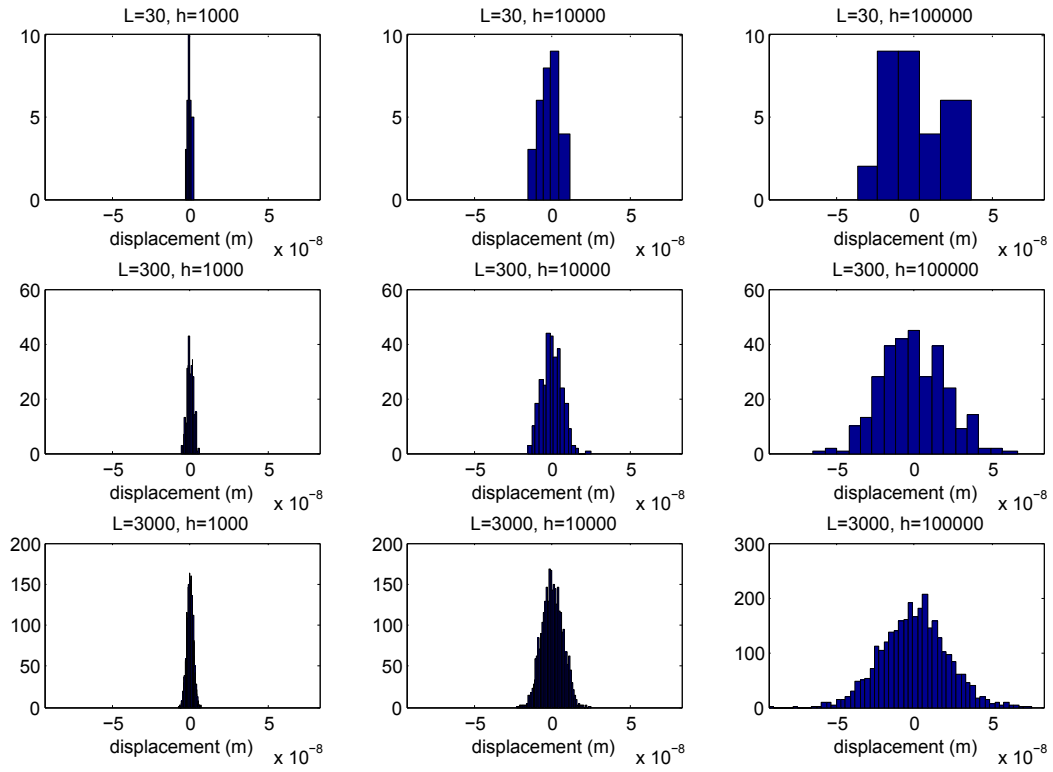 L=30, h=1000
10
5
0
−5 0 5
displacement (m)
x 10−8
L=30, h=10000
10
5
0
−5 0 5
displacement (m)
x 10−8
L=30, h=100000
10
5
0
−5 0 5
displacement (m)
x 10−8
L=300, h=1000
60
40
20
0
−5 0 5
displacement (m)
x 10−8
L=300, h=10000
60
40
20
0
−5 0 5
displacement (m)
x 10−8
L=300, h=100000
60
40
20
0
−5 0 5
displacement (m)
x 10−8
L=3000, h=1000
200
150
100
50
0
−5 0 5
displacement (m)
x 10−8
L=3000, h=10000
200
150
100
50
0
−5 0 5
displacement (m)
x 10−8
L=3000, h=100000
300
200
100
0
−5 0 5
displacement (m)
x 10−8